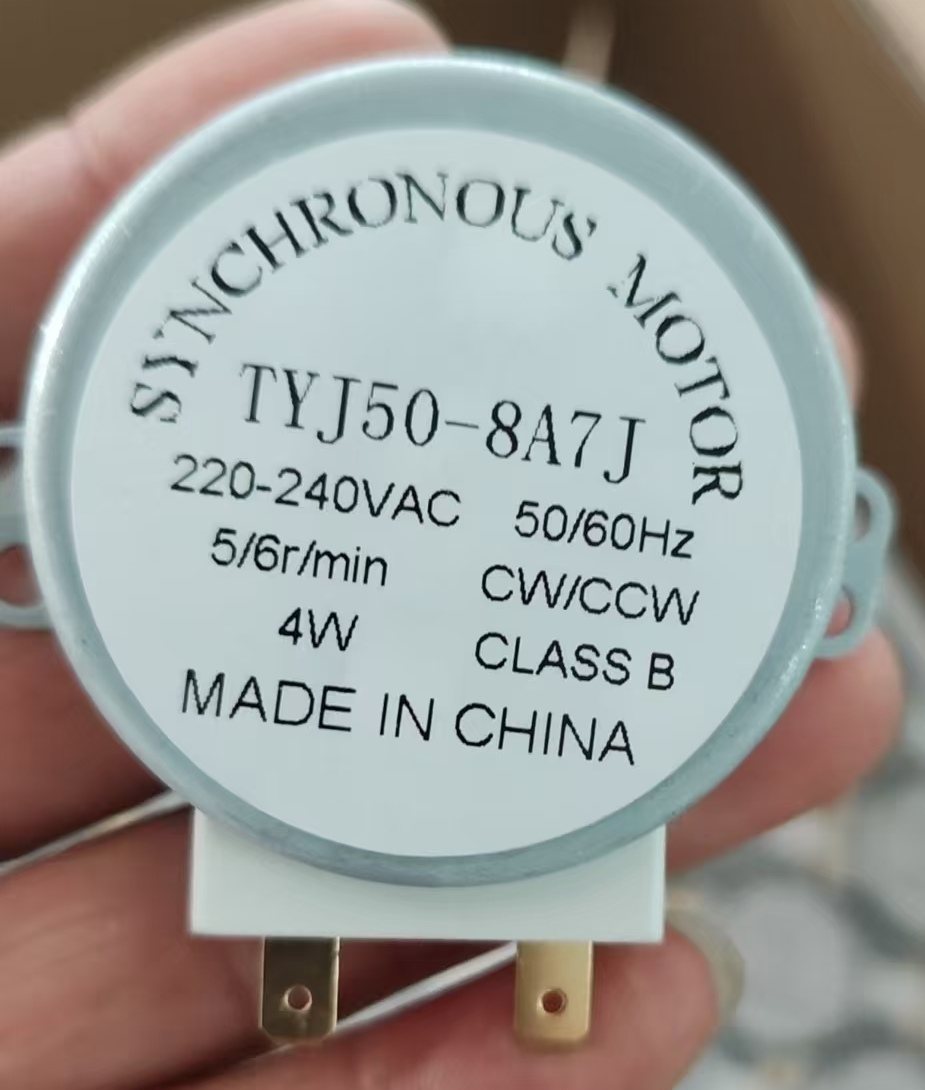 SYNCHRONOUS MOTOR
TYJ50-8A7J
220-240VAC 50/60Hz
5/6r/min CW/CCW
4W CLASS B
MADE IN CHINA